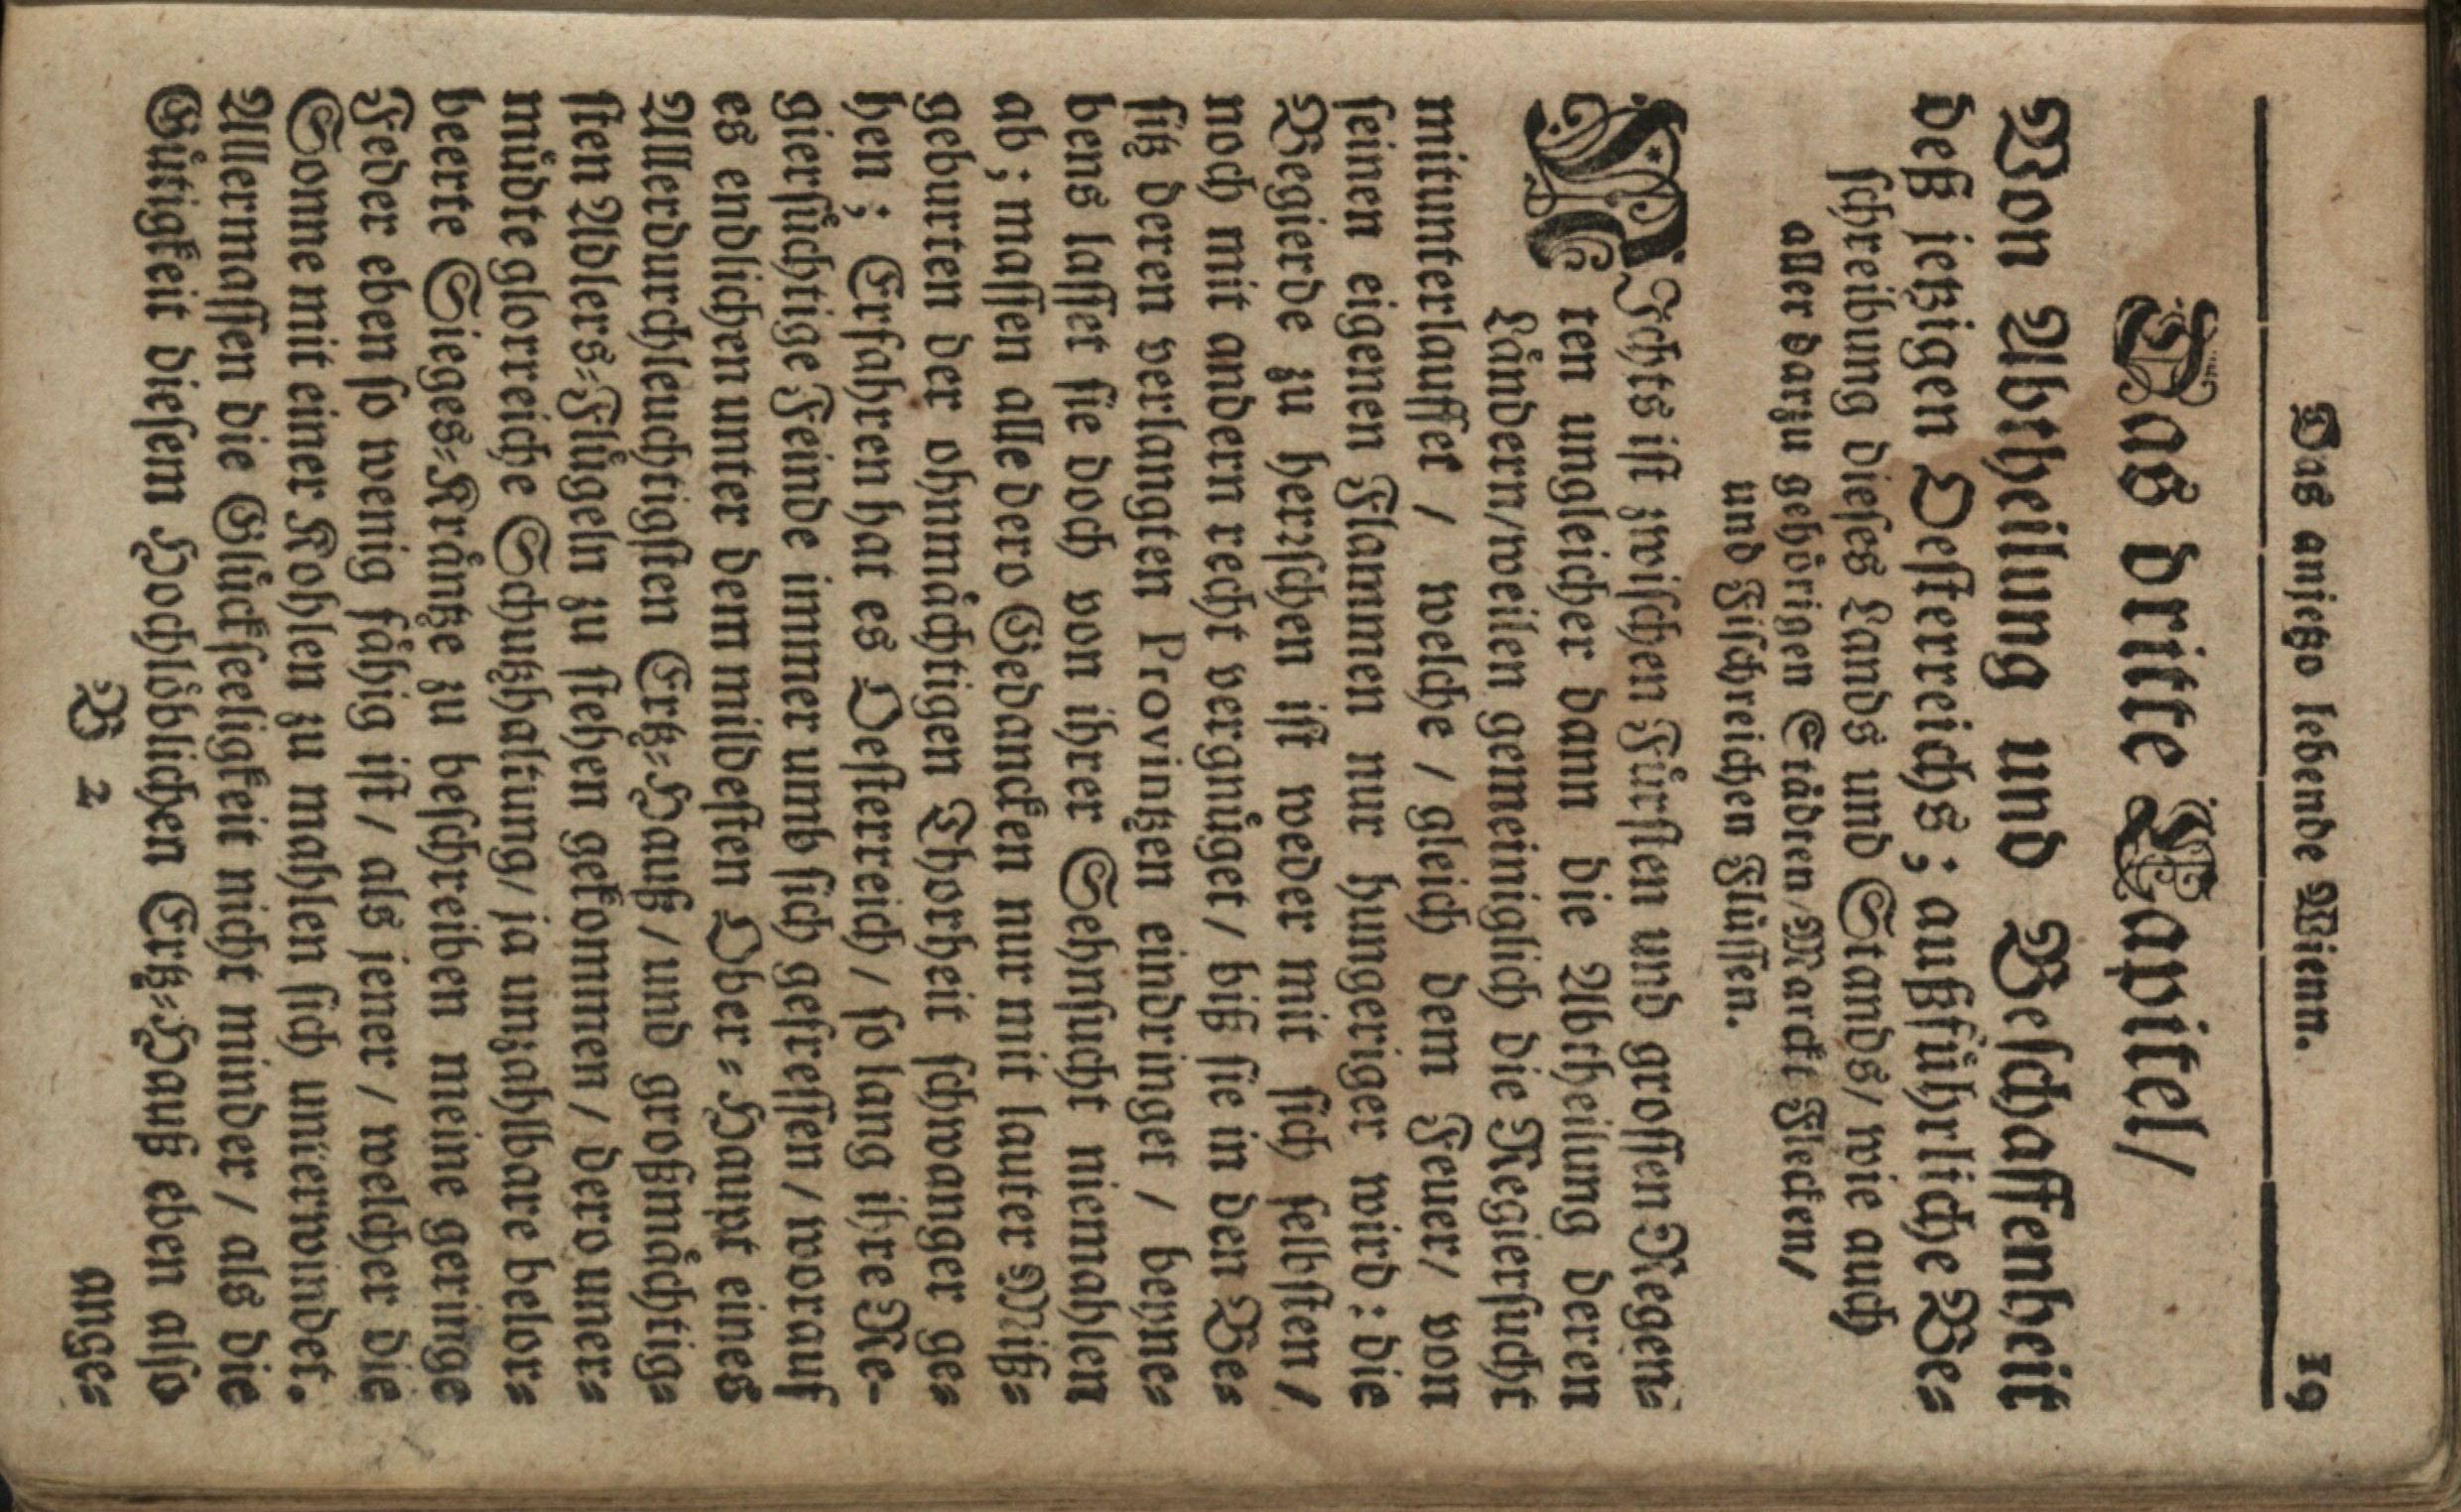 Das anjetzo lebende Wienn. 19
Das dritte Kapitel/
Von Abtheilung und Beschaffenheit
deß jetzigen Oesterreichs; außführliche Be-
schreibung dieses Lands und Stands/ wie auch
aller darzu gehörigen Städten/Marckt Flecken/
und Fischreichen Flüssen.
NIchts ist zwischen Fürsten und grossen Regen-
ten ungleicher dann die Abtheilung deren
Ländern/weilen gemeiniglich die Regiersucht
mitunterlauffet / welche / gleich dem Feuer/ von
seinen eigenen Flammen nur hungeriger wird: die
Begierde zu herrschen ist weder mit sich selbsten /
noch mit andern recht vergnüget/ biß sie in den Be-
sitz deren verlangten Provintzen eindringet / beyne-
bens lasset sie doch von ihrer Sehnsucht niemahlen
ab; massen alle dero Gedancken nur mit lauter Miß-
geburten der ohnmächtigen Thorheit schwanger ge-
hen; Erfahren hat es Oesterreich/ so lang ihre Re-
giersüchtige Feinde immer umb sich gefressen/ worauf
es endlichen unter dem mildesten Ober-Haupt eines
Allerdurchleuchtigsten Ertz-Hauß / und großmächtig-
sten Adlers-Flügeln zu stehen gekommen/ dero uner-
müdte glorreiche Schutzhaltung/ ja unzahlbare belor-
beerte Sieges-Kräntze zu beschreiben meine geringe
Feder eben so wenig fähig ist/ als jener / welcher die
Sonne mit einer Kohlen zu mahlen sich unterwindet.
Allermassen die Glückseeligkeit nicht minder/ als die
Gütigkeit diesem Hochlöblichen Ertz-Hauß eben also
B 2 ange-